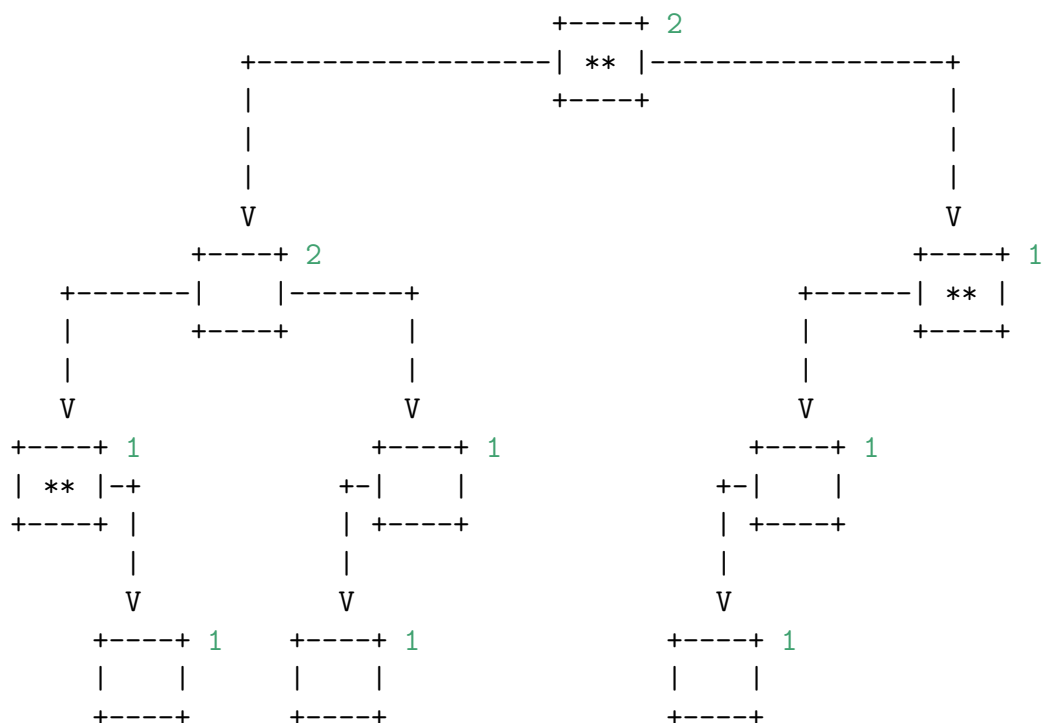 +----+ 2
              +------------------| ** |------------------+
              |                  +----+                  |
              |                                          |
              |                                          |
              V                                          V
           +----+ 2                                    +----+ 1
   +-------|    |-------+                       +------| ** |
   |       +----+       |                       |      +----+
   |                    |                       |
   V                    V                       V
+----+ 1              +----+ 1               +----+ 1
| ** |-+            +-|    |               +-|    |
+----+ |            | +----+               | +----+
       |            |                      |
       V            V                      V
     +----+ 1    +----+ 1                +----+ 1
     |    |      |    |                  |    |
     +----+      +----+                  +----+